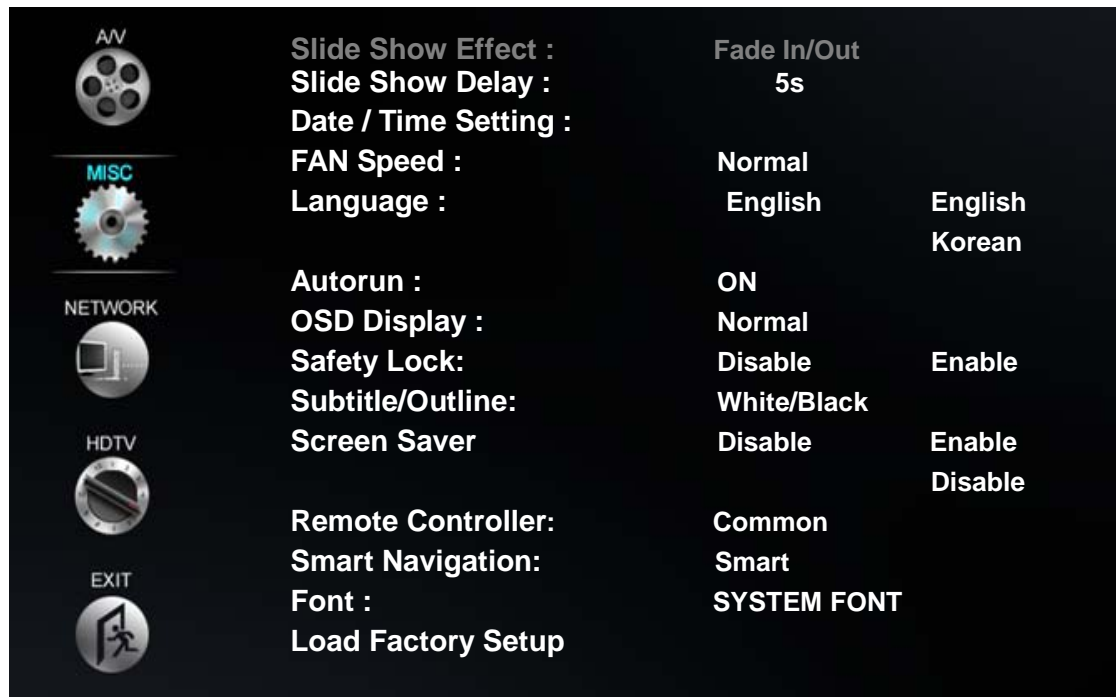 A/V
MISC
NETWORK
HDTV
EXIT
Slide Show Effect : Fade In/Out
Slide Show Delay : 5s
Date / Time Setting :
FAN Speed : Normal
Language : English English
Korean
Autorun : ON
OSD Display : Normal
Safety Lock: Disable Enable
Subtitle/Outline: White/Black
Screen Saver Disable Enable
Disable
Remote Controller: Common
Smart Navigation: Smart
Font : SYSTEM FONT
Load Factory Setup